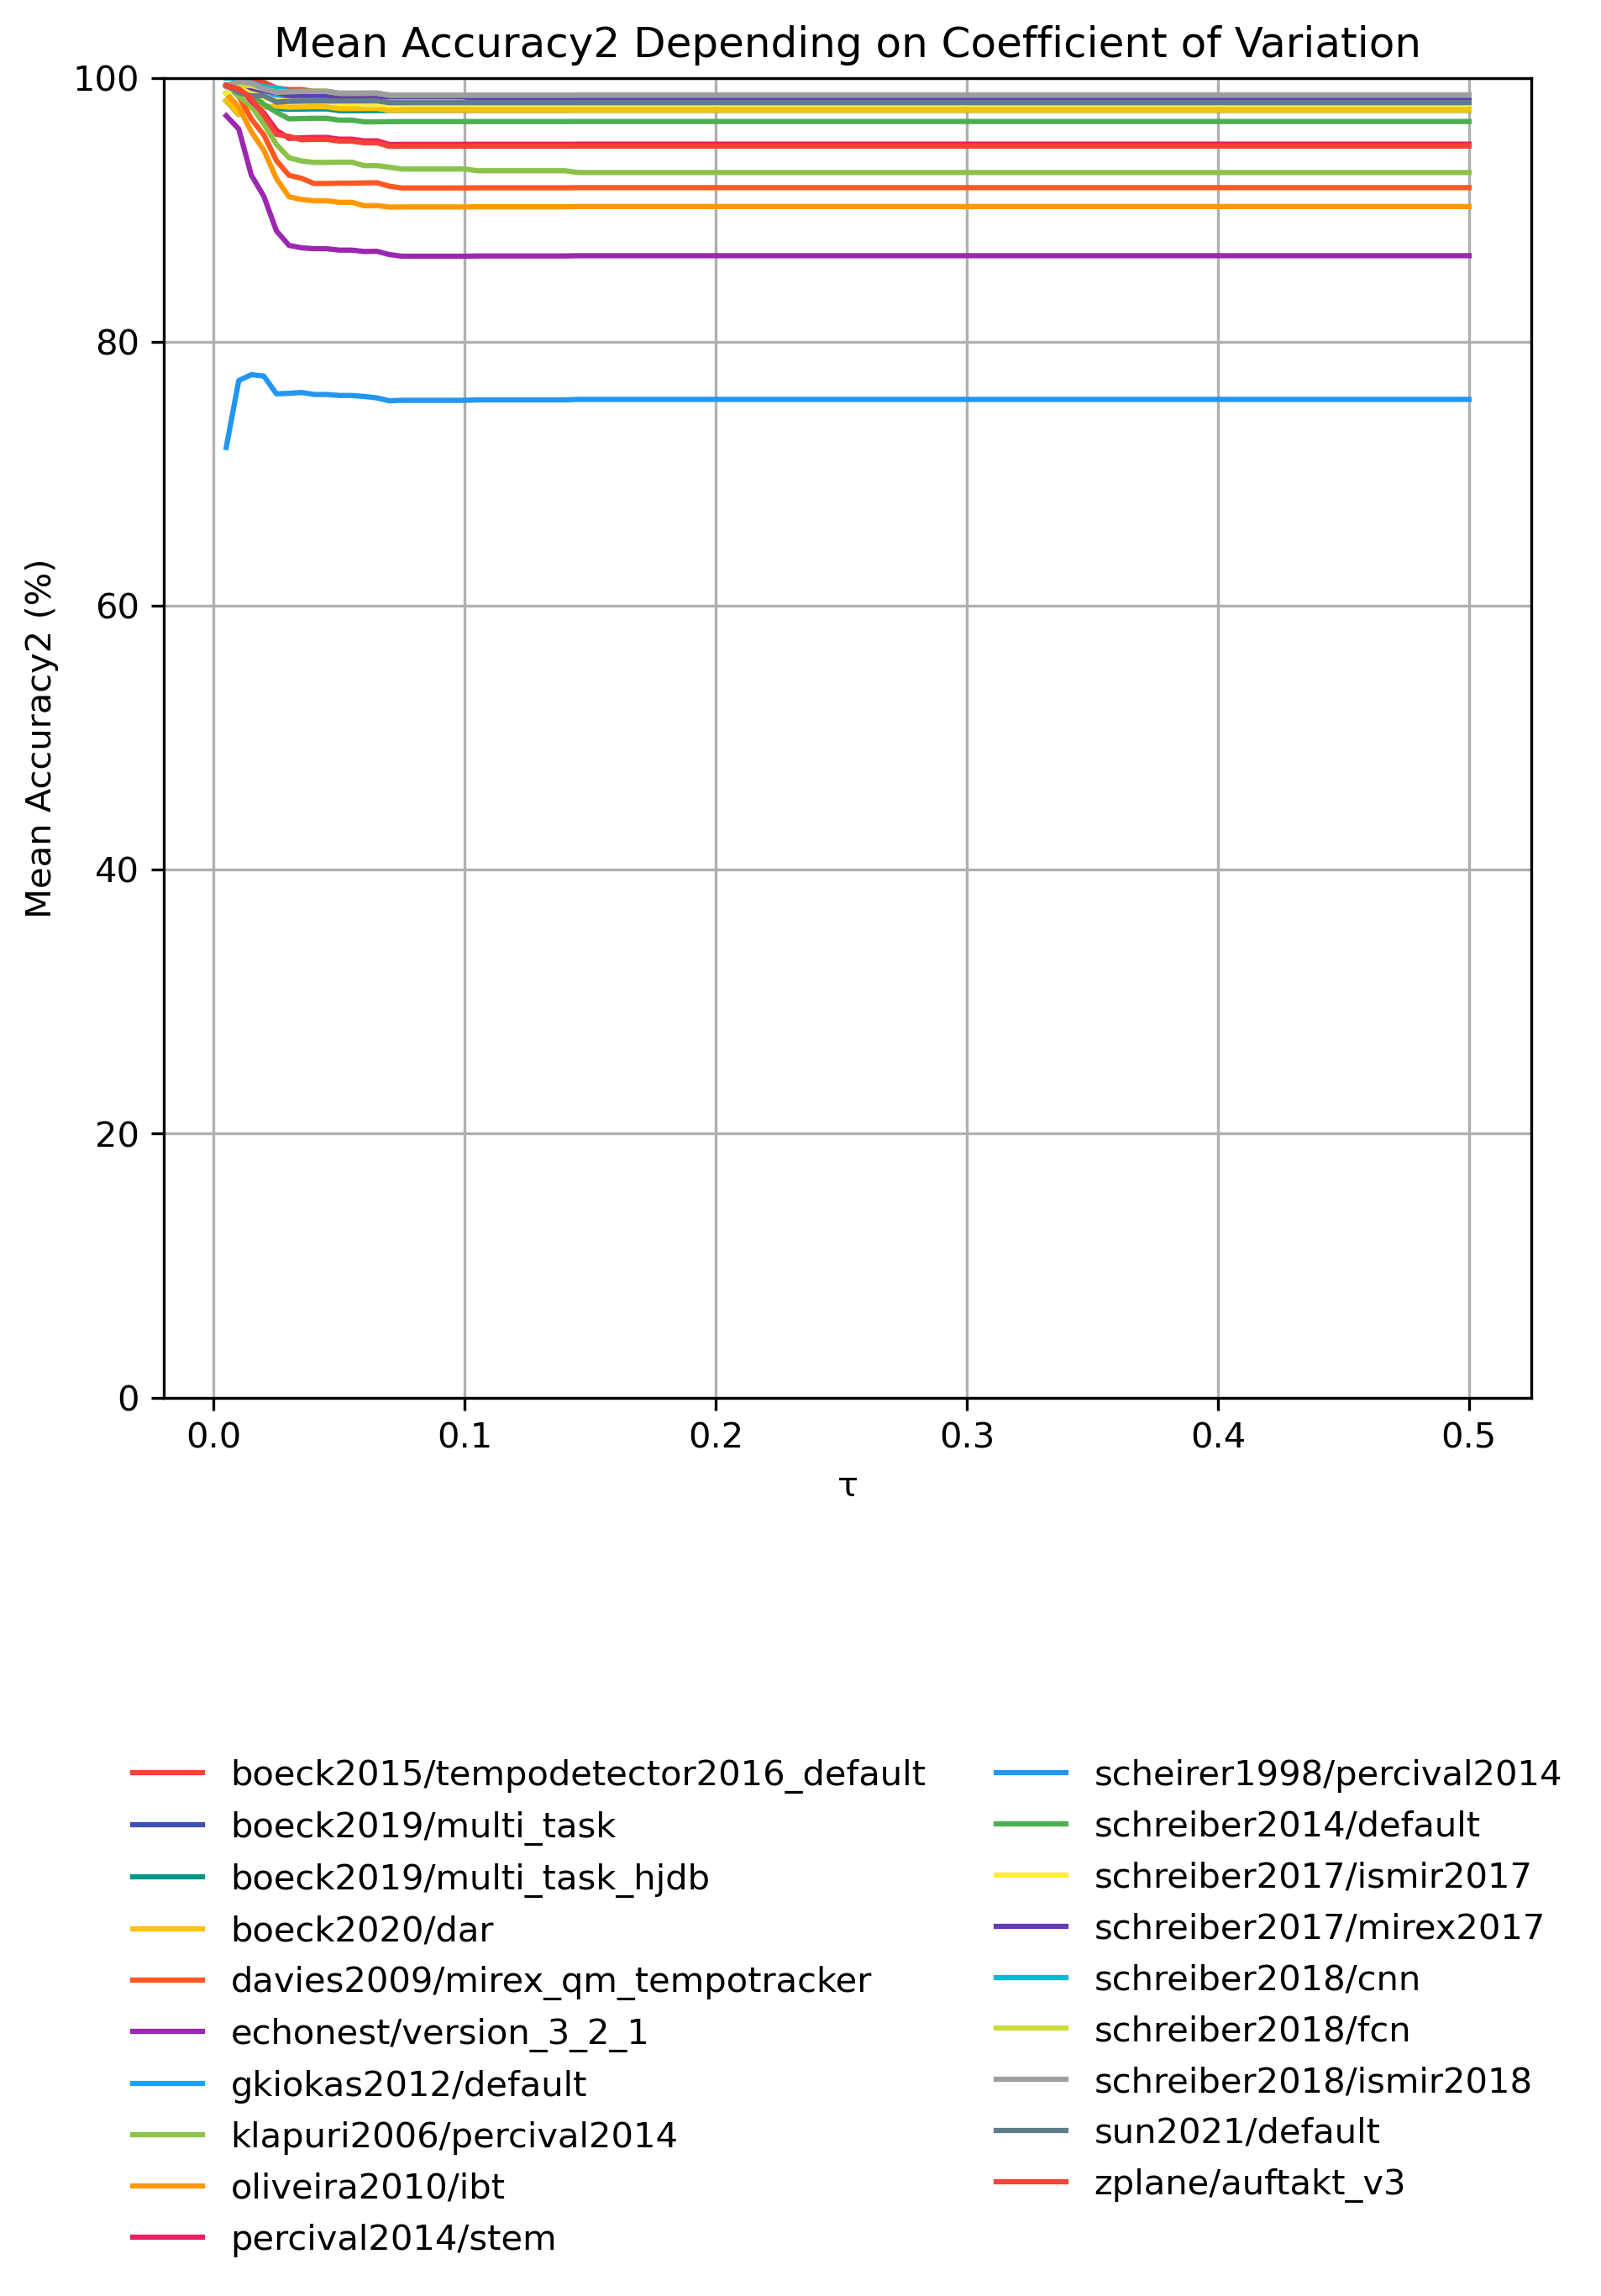 Mean Accuracy2 Depending on Coefficient of Variation
100
80
60
40
20
0
Mean Accuracy2 (%)
0.0 0.1 0.2 0.3 0.4 0.5
τ
boeck2015/tempodetector2016_default
boeck2019/multi_task
boeck2019/multi_task_hjdb
boeck2020/dar
davies2009/mirex_qm_tempotracker
echonest/version_3_2_1
gkiokas2012/default
klapuri2006/percival2014
oliveira2010/ibt
percival2014/stem
scheirer1998/percival2014
schreiber2014/default
schreiber2017/ismir2017
schreiber2017/mirex2017
schreiber2018/cnn
schreiber2018/fcn
schreiber2018/ismir2018
sun2021/default
zplane/auftakt_v3